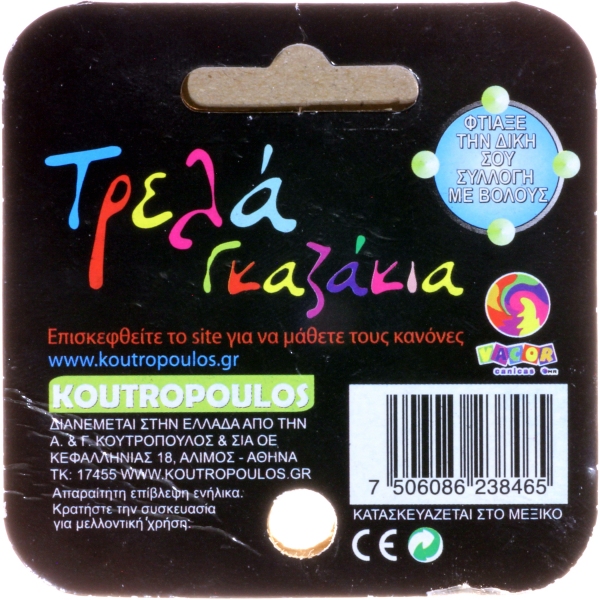 ΦΤΙΑΞΕ
ΤΗΝ ΔΙΚΗ
ΣΟΥ
ΣΥΛΛΟΓΗ
ΜΕ ΒΟΛΟΥΣ
Τρελά
γκαζάκια
Επισκεφθείτε το site για να μάθετε τους κανόνες
www.koutropoulos.gr
VACOR
canicas
KOUTROPOULOS
ΔΙΑΝΕΜΕΤΑΙ ΣΤΗΝ ΕΛΛΑΔΑ ΑΠΟ ΤΗΝ
Α. & Γ. ΚΟΥΤΡΟΠΟΥΛΟΣ & ΣΙΑ ΟΕ
ΚΕΦΑΛΛΗΝΙΑΣ 18, ΑΛΙΜΟΣ - ΑΘΗΝΑ
ΤΚ: 17455 WWW.KOUTROPOULOS.GR
Απαραίτητη επίβλεψη ενήλικα.
Κρατήστε την συσκευασία
για μελλοντική χρήση:
7 506086 238465
ΚΑΤΑΣΚΕΥΑΖΕΤΑΙ ΣΤΟ ΜΕΞΙΚΟ
CE